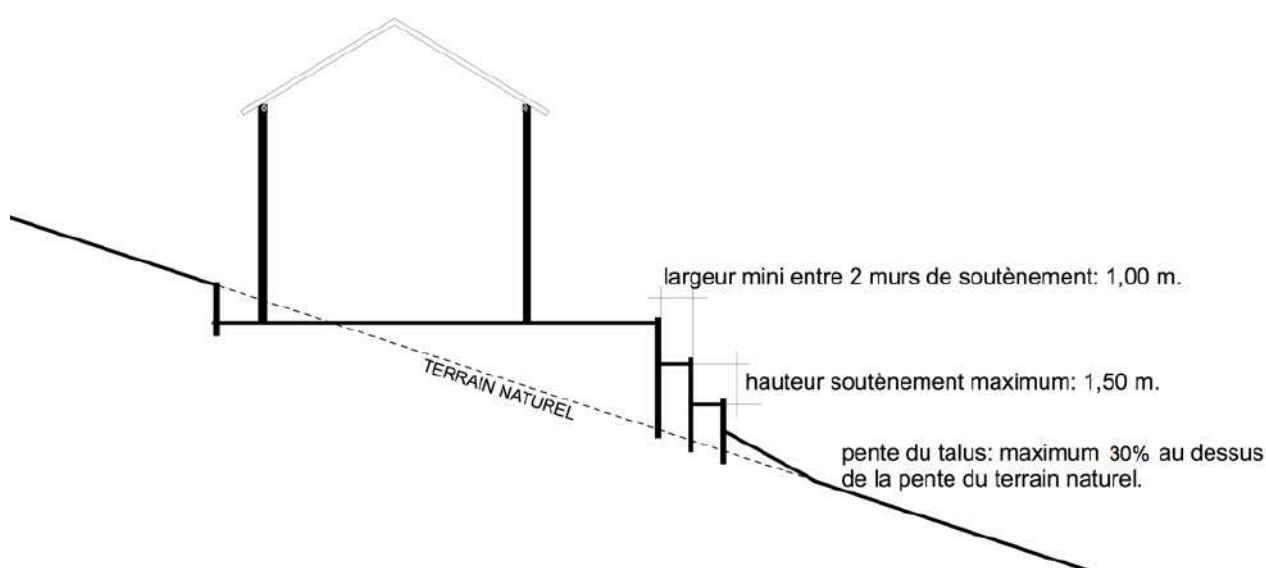 largeur mini entre 2 murs de soutènement: 1,00 m.
TERRAIN NATUREL
hauteur soutènement maximum: 1,50 m.
pente du talus: maximum 30% au dessus
de la pente du terrain naturel.